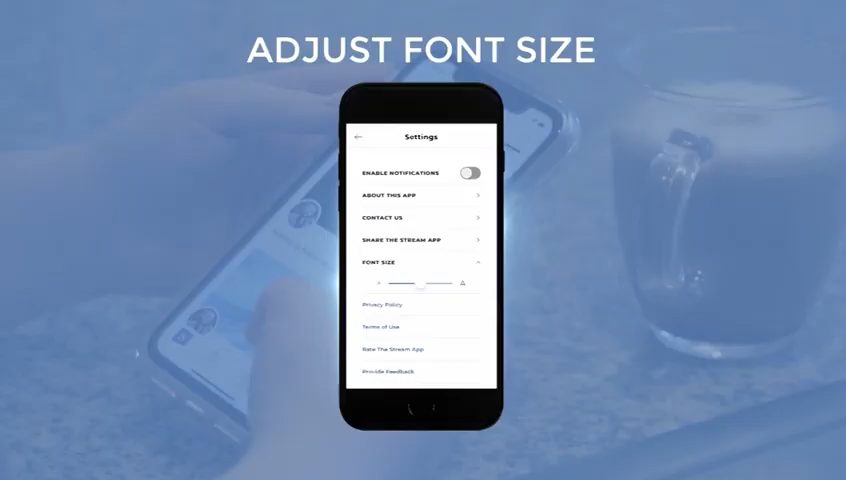 ADJUST FONT SIZE
Settings
ENABLE NOTIFICATIONS
ABOUT THIS APP
CONTACT US
SHARE THE STREAM APP
FONT SIZE
A A
Privacy Policy
Terms of Use
Rate The Stream App
Provide Feedback